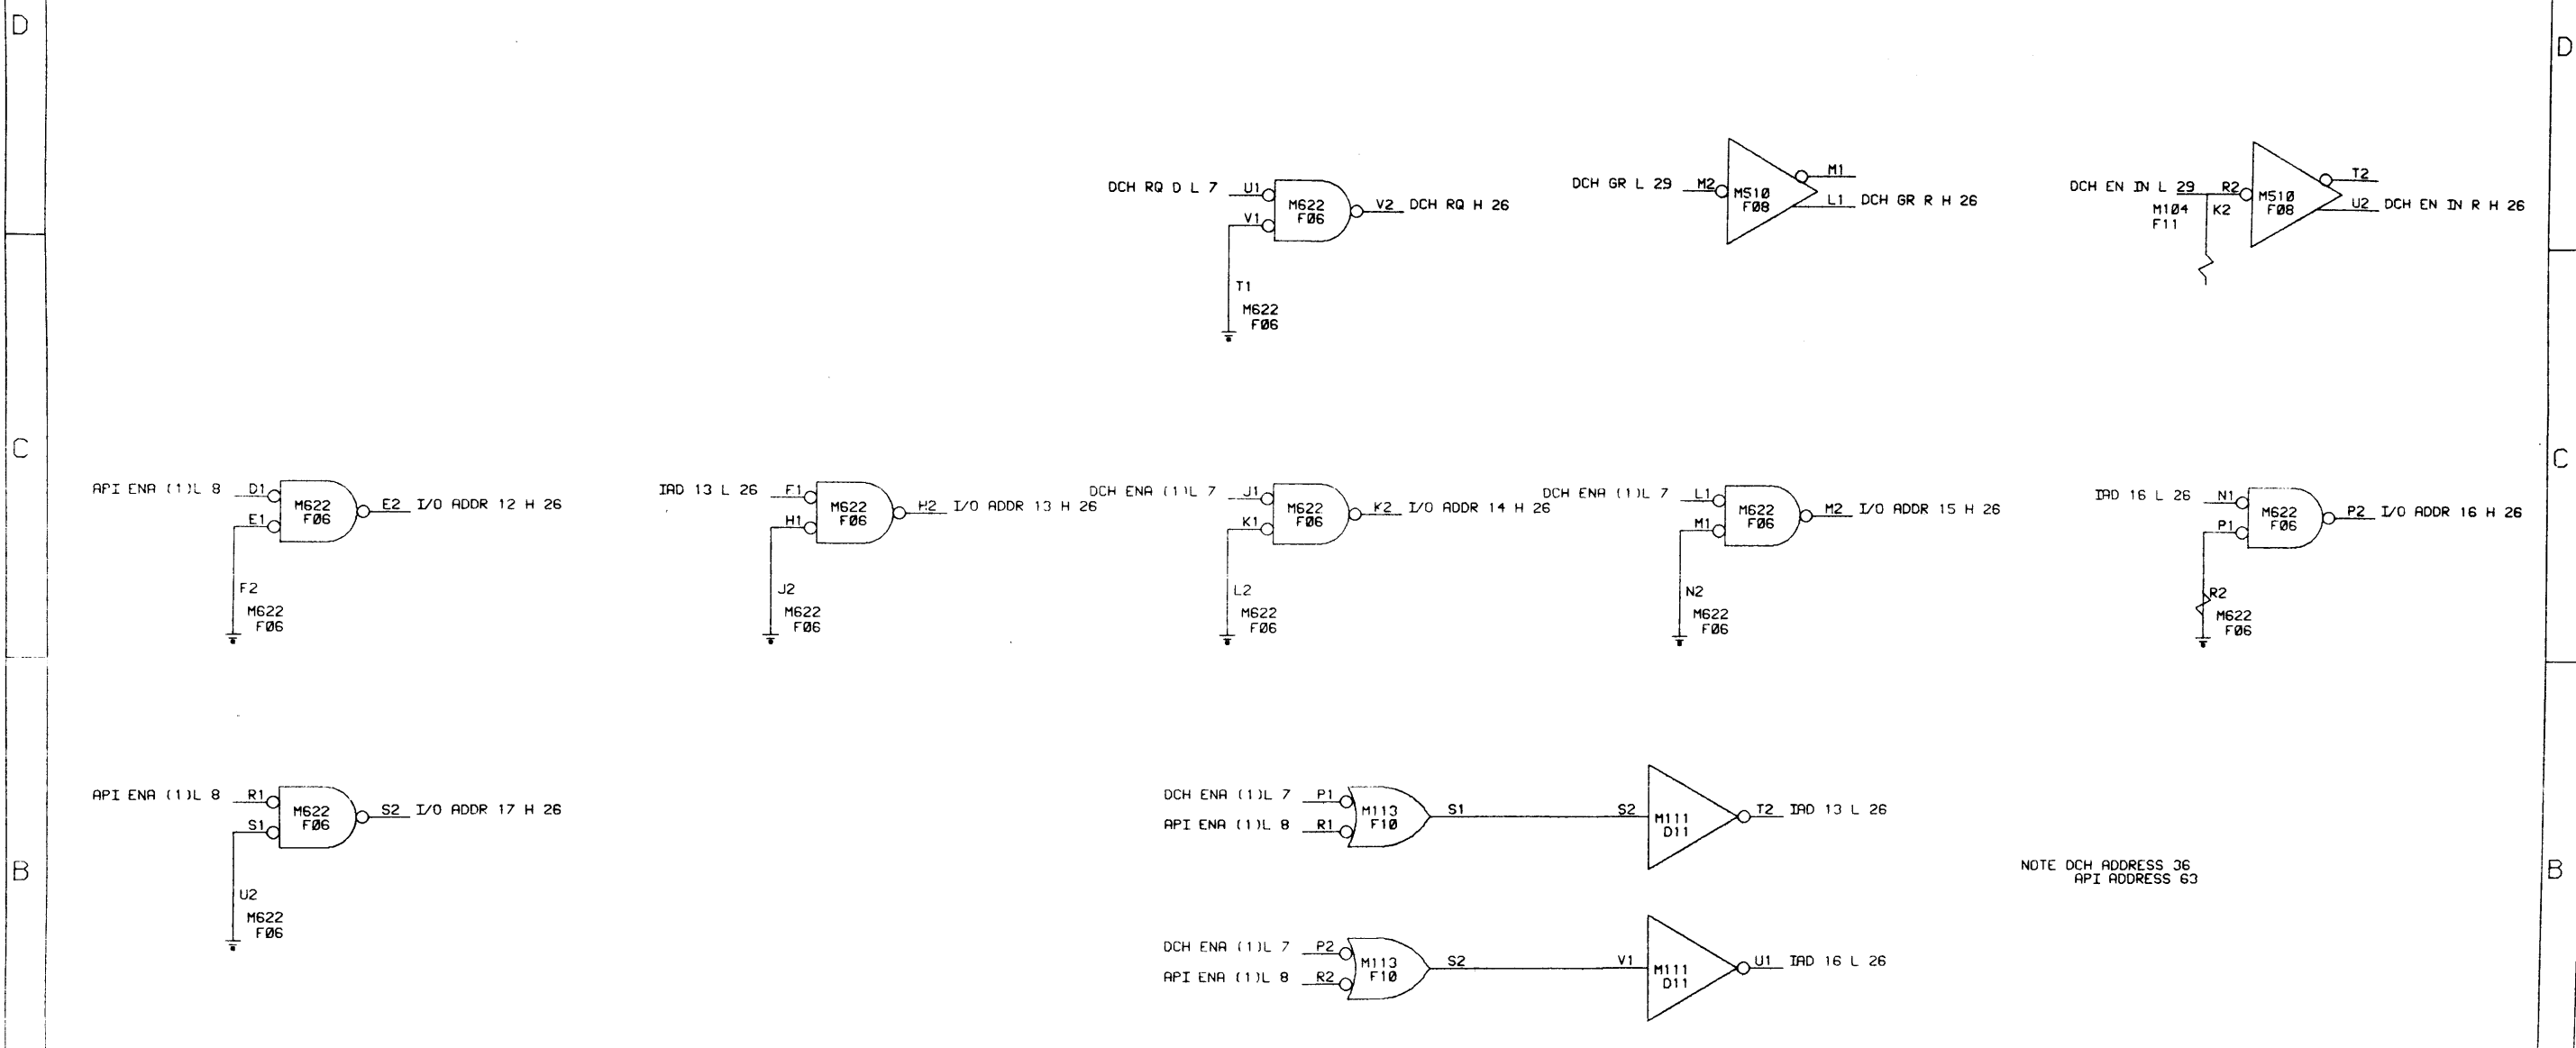 D
D
DCH RQ D L 7 U1 V1 M622 F06 V2 DCH RQ H 26
T1
M622
F06
DCH GR L 29 M2 M510 F08 M1
L1 DCH GR R H 26
DCH EN IN L 29 R2 M510 F08 T2
M104 K2 U2 DCH EN IN R H 26
F11
C
C
API ENA (1)L 8 D1 E1 M622 F06 E2 I/O ADDR 12 H 26
F2
M622
F06
IAD 13 L 26 F1 H1 M622 F06 H2 I/O ADDR 13 H 26
J2
M622
F06
DCH ENA (1)L 7 J1 K1 M622 F06 K2 I/O ADDR 14 H 26
L2
M622
F06
DCH ENA (1)L 7 L1 M1 M622 F06 M2 I/O ADDR 15 H 26
N2
M622
F06
IAD 16 L 26 N1 P1 M622 F06 P2 I/O ADDR 16 H 26
R2
M622
F06
B
B
API ENA (1)L 8 R1 S1 M622 F06 S2 I/O ADDR 17 H 26
U2
M622
F06
DCH ENA (1)L 7 P1
API ENA (1)L 8 R1
M113 F10 S1 S2 M111 D11 T2 IAD 13 L 26
DCH ENA (1)L 7 P2
API ENA (1)L 8 R2
M113 F10 S2 V1 M111 D11 U1 IAD 16 L 26
NOTE DCH ADDRESS 36
API ADDRESS 63